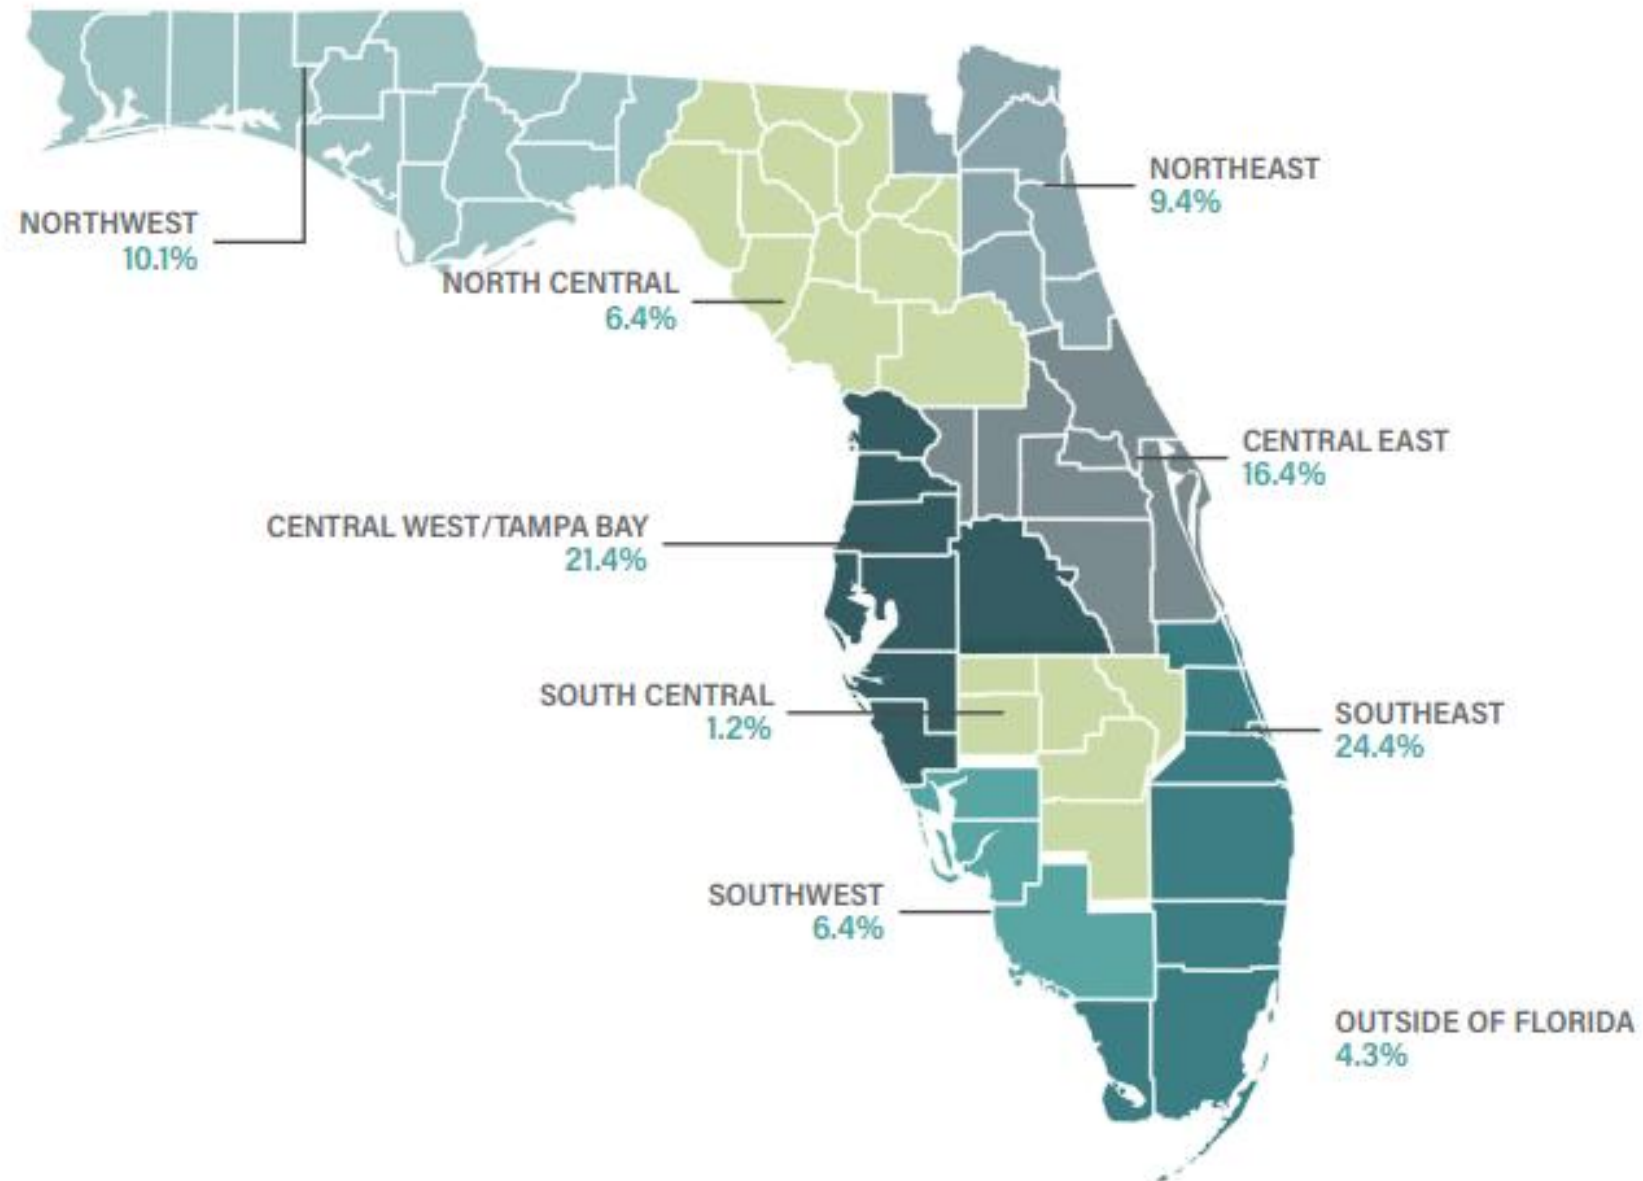 NORTHEAST
9.4%
NORTHWEST
10.1%
NORTH CENTRAL
6.4%
CENTRAL EAST
16.4%
CENTRAL WEST/TAMPA BAY
21.4%
SOUTH CENTRAL
1.2%
SOUTHEAST
24.4%
SOUTHWEST
6.4%
OUTSIDE OF FLORIDA
4.3%